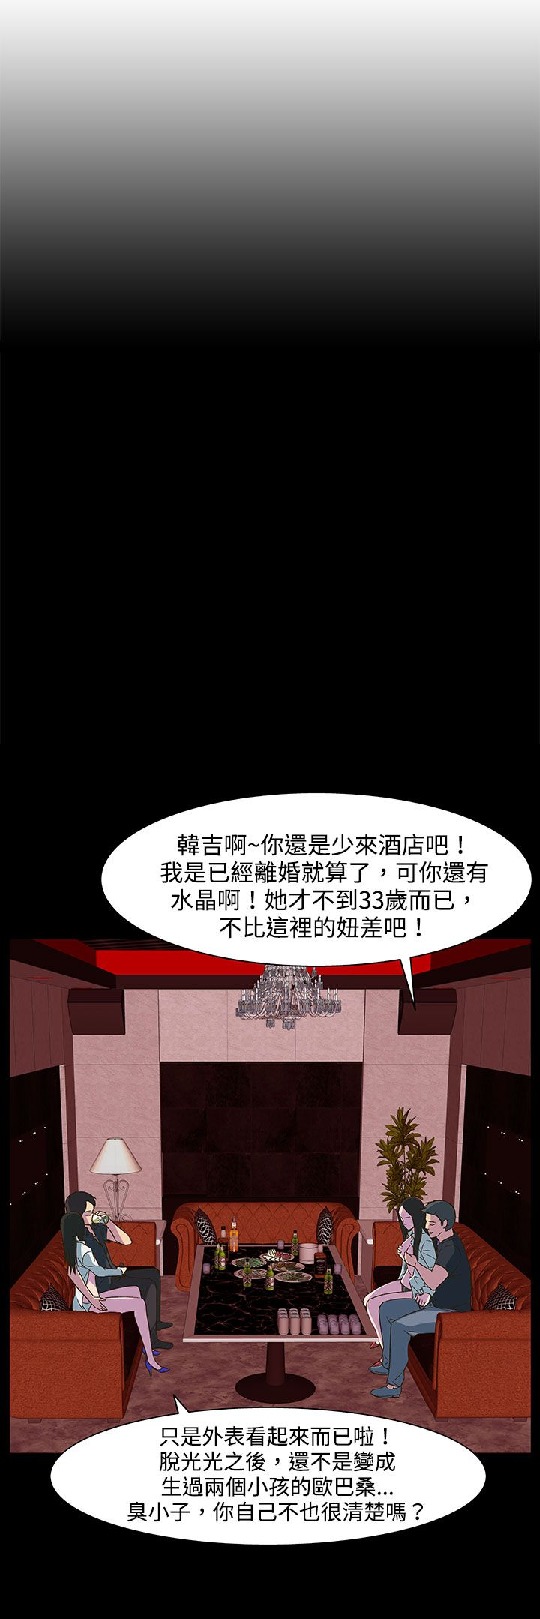 韓吉啊~你還是少來酒店吧！
我是已經離婚就算了，可你還有
水晶啊！她才不到33歲而已，
不比這裡的妞差吧！
只是外表看起來而已啦！
脫光光之後，還不是變成
生過兩個小孩的歐巴桑...
臭小子，你自己不也很清楚嗎？